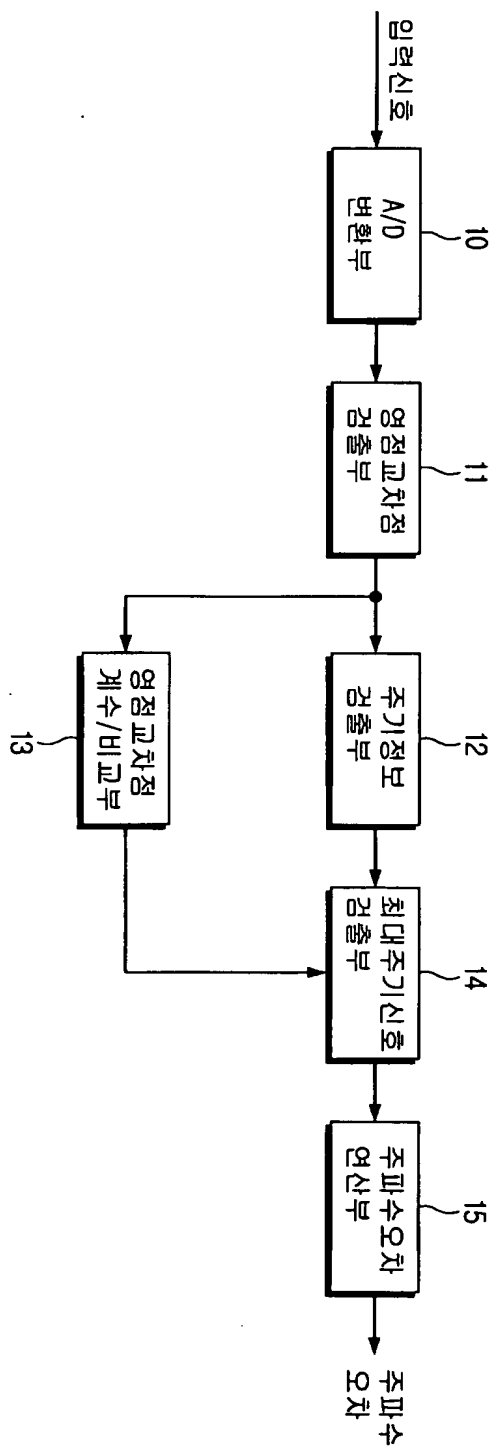 입력신호
10
A/D
변환부
11
영점교차점
검출부
12
주기정보
검출부
13
영점교차점
계수/비교부
14
최대주기신호
검출부
15
주파수오차
연산부
주파수
오차